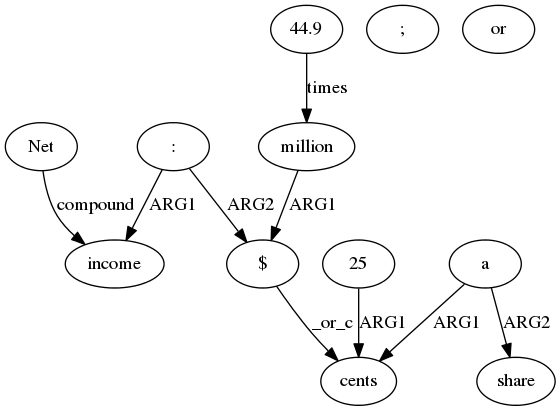 44.9 ; or
times
Net : million
compound ARG1 ARG2 ARG1
income $ 25 a
_or_c ARG1 ARG1 ARG2
cents share